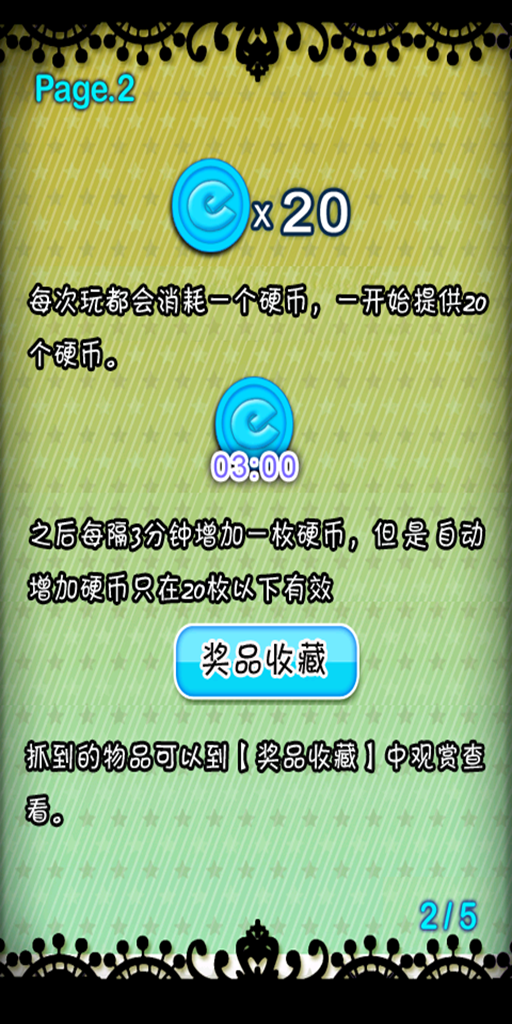 Page.2
e x 20
每次玩都会消耗一个硬币，一开始提供20
个硬币。
e
03:00
之后每隔3分钟增加一枚硬币，但是自动
增加硬币只在20枚以下有效
奖品收藏
抓到的物品可以到【奖品收藏】中观赏查
看。
2/5